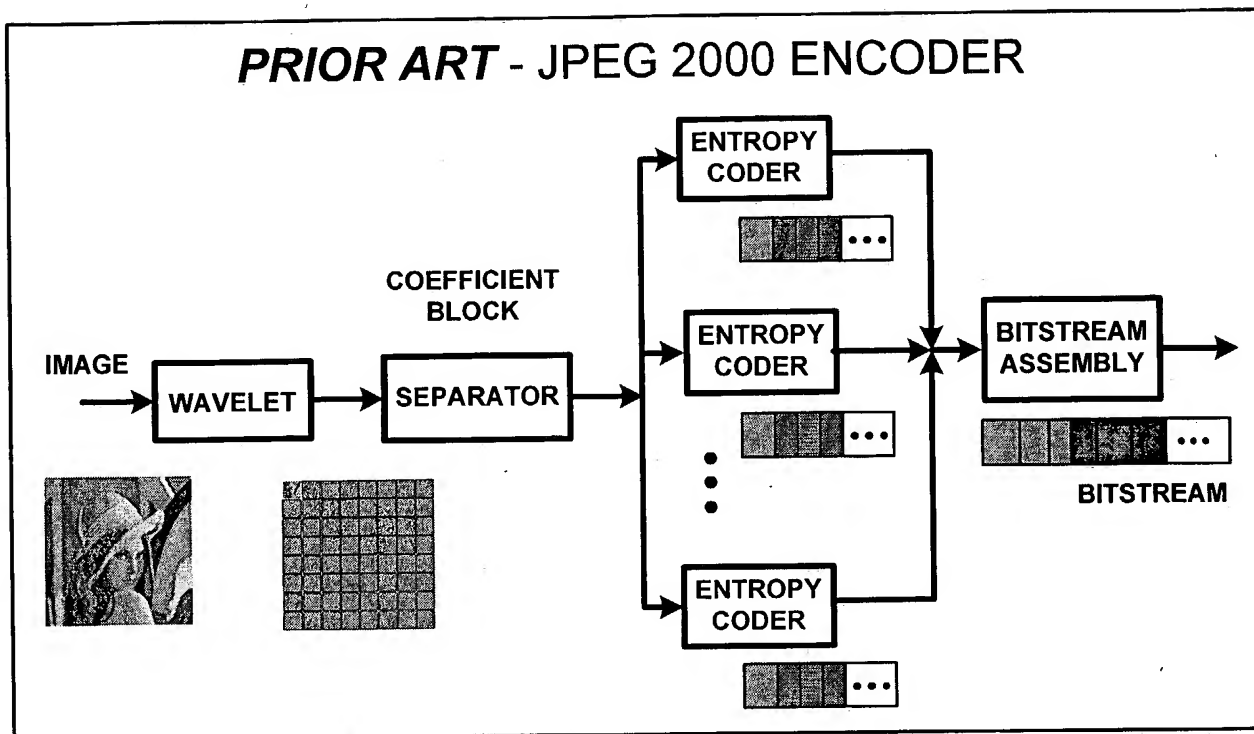 PRIOR ART - JPEG 2000 ENCODER
ENTROPY
CODER
COEFFICIENT
BLOCK
IMAGE
WAVELET
SEPARATOR
ENTROPY
CODER
BITSTREAM
ASSEMBLY
BITSTREAM
ENTROPY
CODER